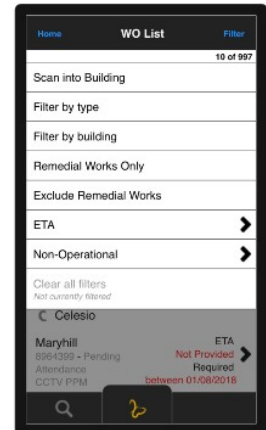 Home WO List Filter
10 of 997
Scan into Building
Filter by type
Filter by building
Remedial Works Only
Exclude Remedial Works
ETA
Non-Operational
Clear all filters
Not currently filtered
Celesio
Maryhill ETA
8964399 - Pending Not Provided
Attendance Required
CCTV PPM between 01/08/2018